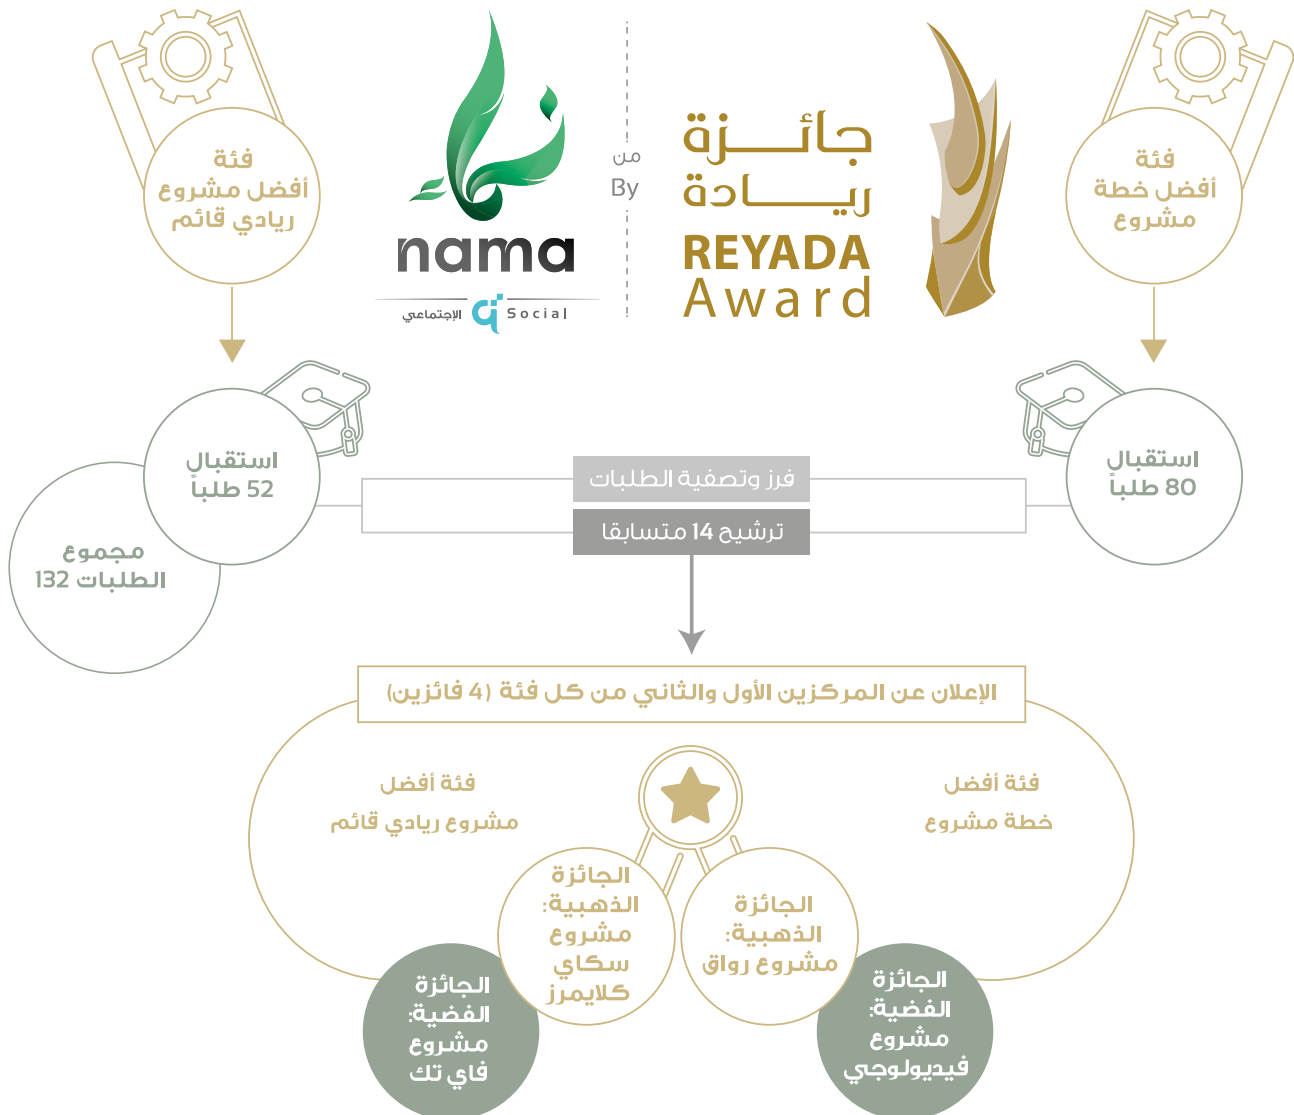 فئة
أفضل خطة
مشروع
جائــــزة
ريـــادة
REYADA
Award
من
By
نماء
nama
Social
الإجتماعي
فئة
أفضل مشروع
ريادي قائم
استقبال
80 طلباً
استقبال
52 طلباً
مجموع
الطلبات 132
فرز وتصفية الطلبات
ترشيح 14 متسابقا
الإعلان عن المركزين الأول والثاني من كل فئة (4 فائزين)
فئة أفضل
خطة مشروع
فئة أفضل
مشروع ريادي قائم
الجائزة
الذهبية:
مشروع رواق
الجائزة
الذهبية:
مشروع
سكاي
كلايمرز
الجائزة
الفضية:
مشروع
فيديولوجي
الجائزة
الفضية:
مشروع
فاي تك